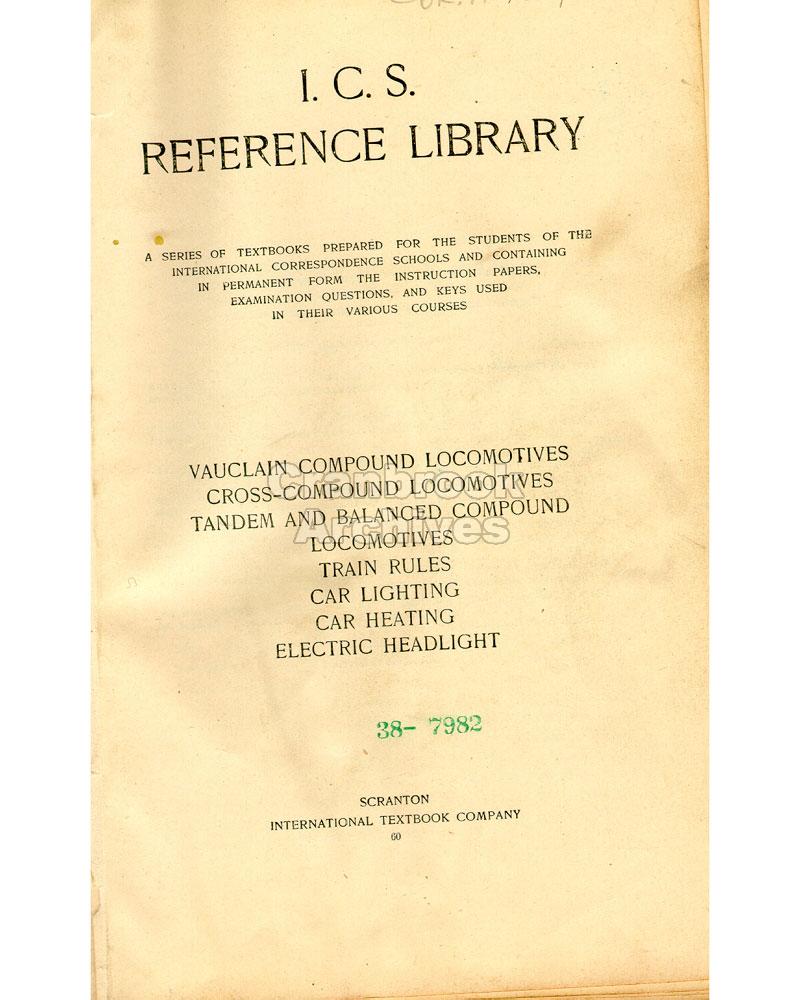 I. C. S.
REFERENCE LIBRARY
A SERIES OF TEXTBOOKS PREPARED FOR THE STUDENTS OF THE
INTERNATIONAL CORRESPONDENCE SCHOOLS AND CONTAINING
IN PERMANENT FORM THE INSTRUCTION PAPERS,
EXAMINATION QUESTIONS, AND KEYS USED
IN THEIR VARIOUS COURSES
VAUCLAIN COMPOUND LOCOMOTIVES
Cranbrook
CROSS-COMPOUND LOCOMOTIVES
TANDEM AND BALANCED COMPOUND
Archives
LOCOMOTIVES
TRAIN RULES
CAR LIGHTING
CAR HEATING
ELECTRIC HEADLIGHT
38- 7982
SCRANTON
INTERNATIONAL TEXTBOOK COMPANY
60